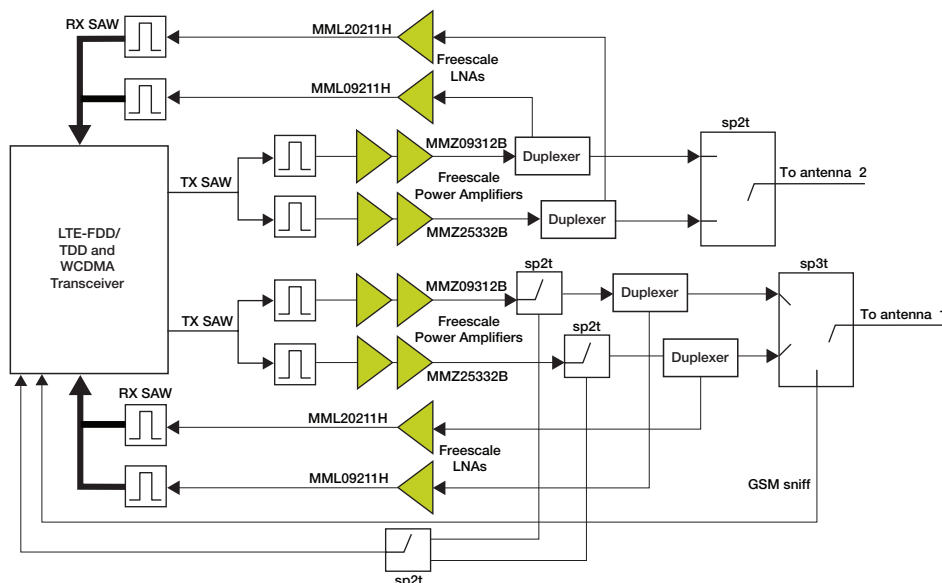 RX SAW
MML20211H
Freescale
LNAs
MML09211H
sp2t
MMZ09312B
Duplexer
To antenna 2
TX SAW
Freescale
Power Amplifiers
Duplexer
MMZ25332B
LTE-FDD/
TDD and
WCDMA
Transceiver
sp2t
sp3t
MMZ09312B
Duplexer
TX SAW
Freescale
Power Amplifiers
sp2t
To antenna 1
Duplexer
MMZ25332B
RX SAW
MML20211H
Freescale
LNAs
MML09211H
GSM sniff
sp2t